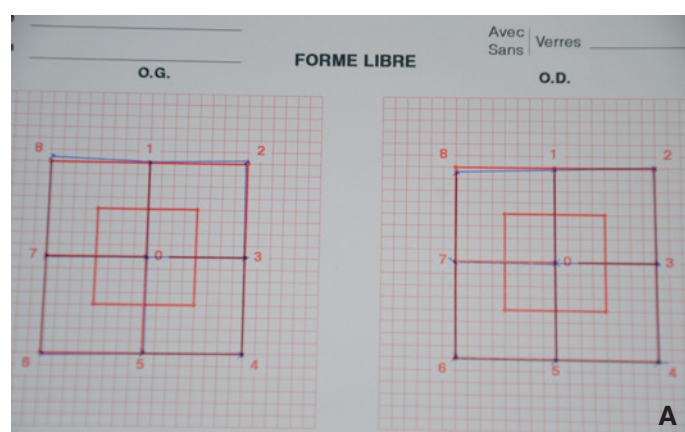 Avec
Sans
Verres
FORME LIBRE
O.G.
O.D.
8 1 2
7 0 3
6 5 4
8 1 2
7 0 3
6 5 4
A